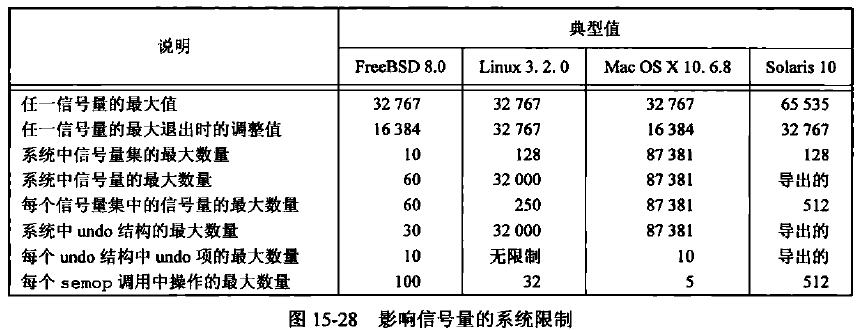 说明 典型值
FreeBSD 8.0 Linux 3. 2. 0 Mac OS X 10. 6.8 Solaris 10
任一信号量的最大值 32 767 32 767 32 767 65 535
任一信号量的最大退出时的调整值 16 384 32 767 16 384 32 767
系统中信号量集的最大数量 10 128 87 381 128
系统中信号量的最大数量 60 32 000 87 381 导出的
每个信号量集中的信号量的最大数量 60 250 87 381 512
系统中 undo 结构的最大数量 30 32 000 87 381 导出的
每个 undo 结构中 undo 项的最大数量 10 无限制 10 导出的
每个 semop 调用中操作的最大数量 100 32 5 512
图 15-28 影响信号量的系统限制